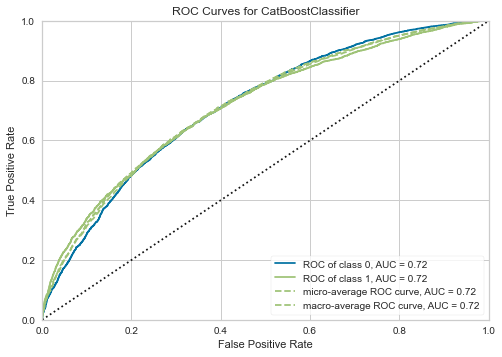 ROC Curves for CatBoostClassifier
1.0
0.8
0.6
0.4
0.2
0.0
True Positive Rate
ROC of class 0, AUC = 0.72
ROC of class 1, AUC = 0.72
micro-average ROC curve, AUC = 0.72
macro-average ROC curve, AUC = 0.72
0.0 0.2 0.4 0.6 0.8 1.0
False Positive Rate